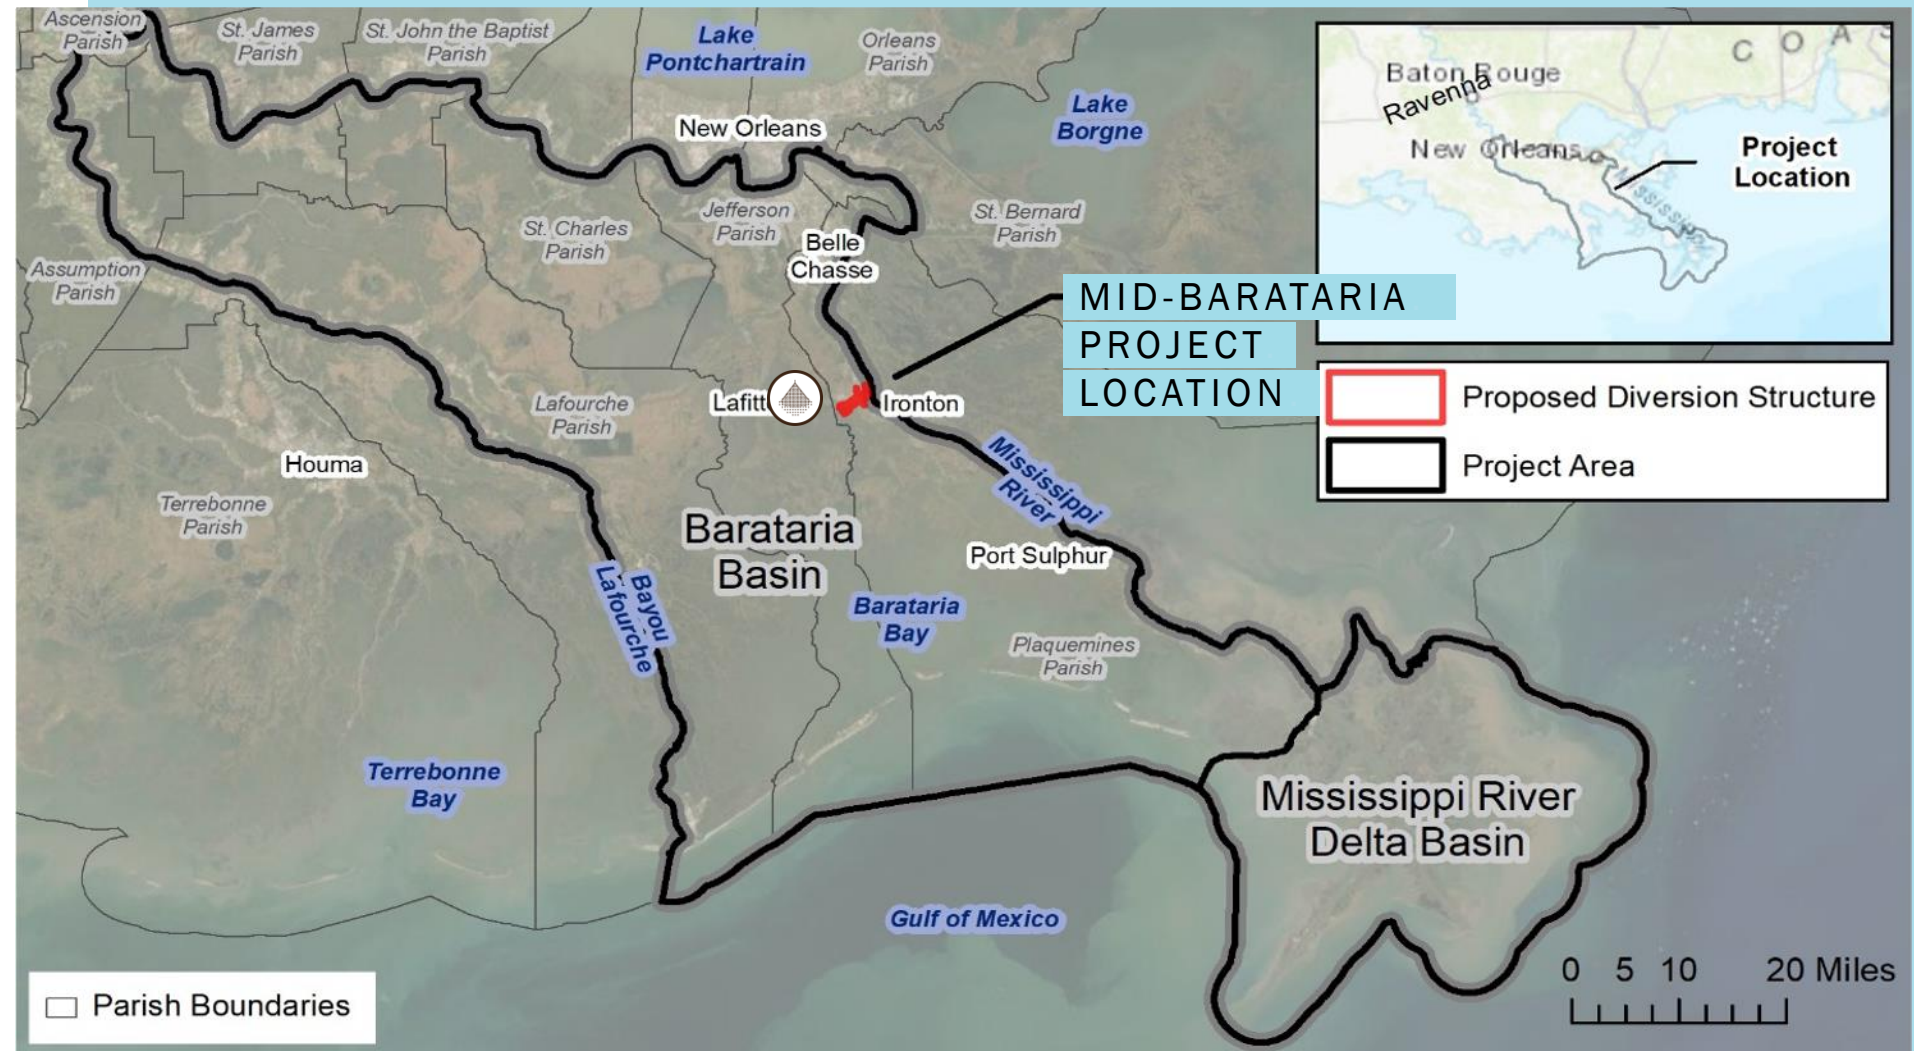 Ascension
Parish
St. James
Parish
St. John the Baptist
Parish
Lake
Pontchartrain
Orleans
Parish
Lake
Borgne
New Orleans
Jefferson
Parish
St. Charles
Parish
St. Bernard
Parish
Belle
Chasse
Assumption
Parish
MID-BARATARIA
PROJECT
LOCATION
Lafitt
Ironton
Lafourche
Parish
Houma
Terrebonne
Parish
Mississippi
River
Barataria
Basin
Port Sulphur
Bayou
Lafourche
Barataria
Bay
Plaquemines
Parish
Terrebonne
Bay
Mississippi River
Delta Basin
Gulf of Mexico
C O A S
Baton Rouge
Ravenna
New Orleans
Mississippi
Project
Location
Proposed Diversion Structure
Project Area
Parish Boundaries
0 5 10 20 Miles